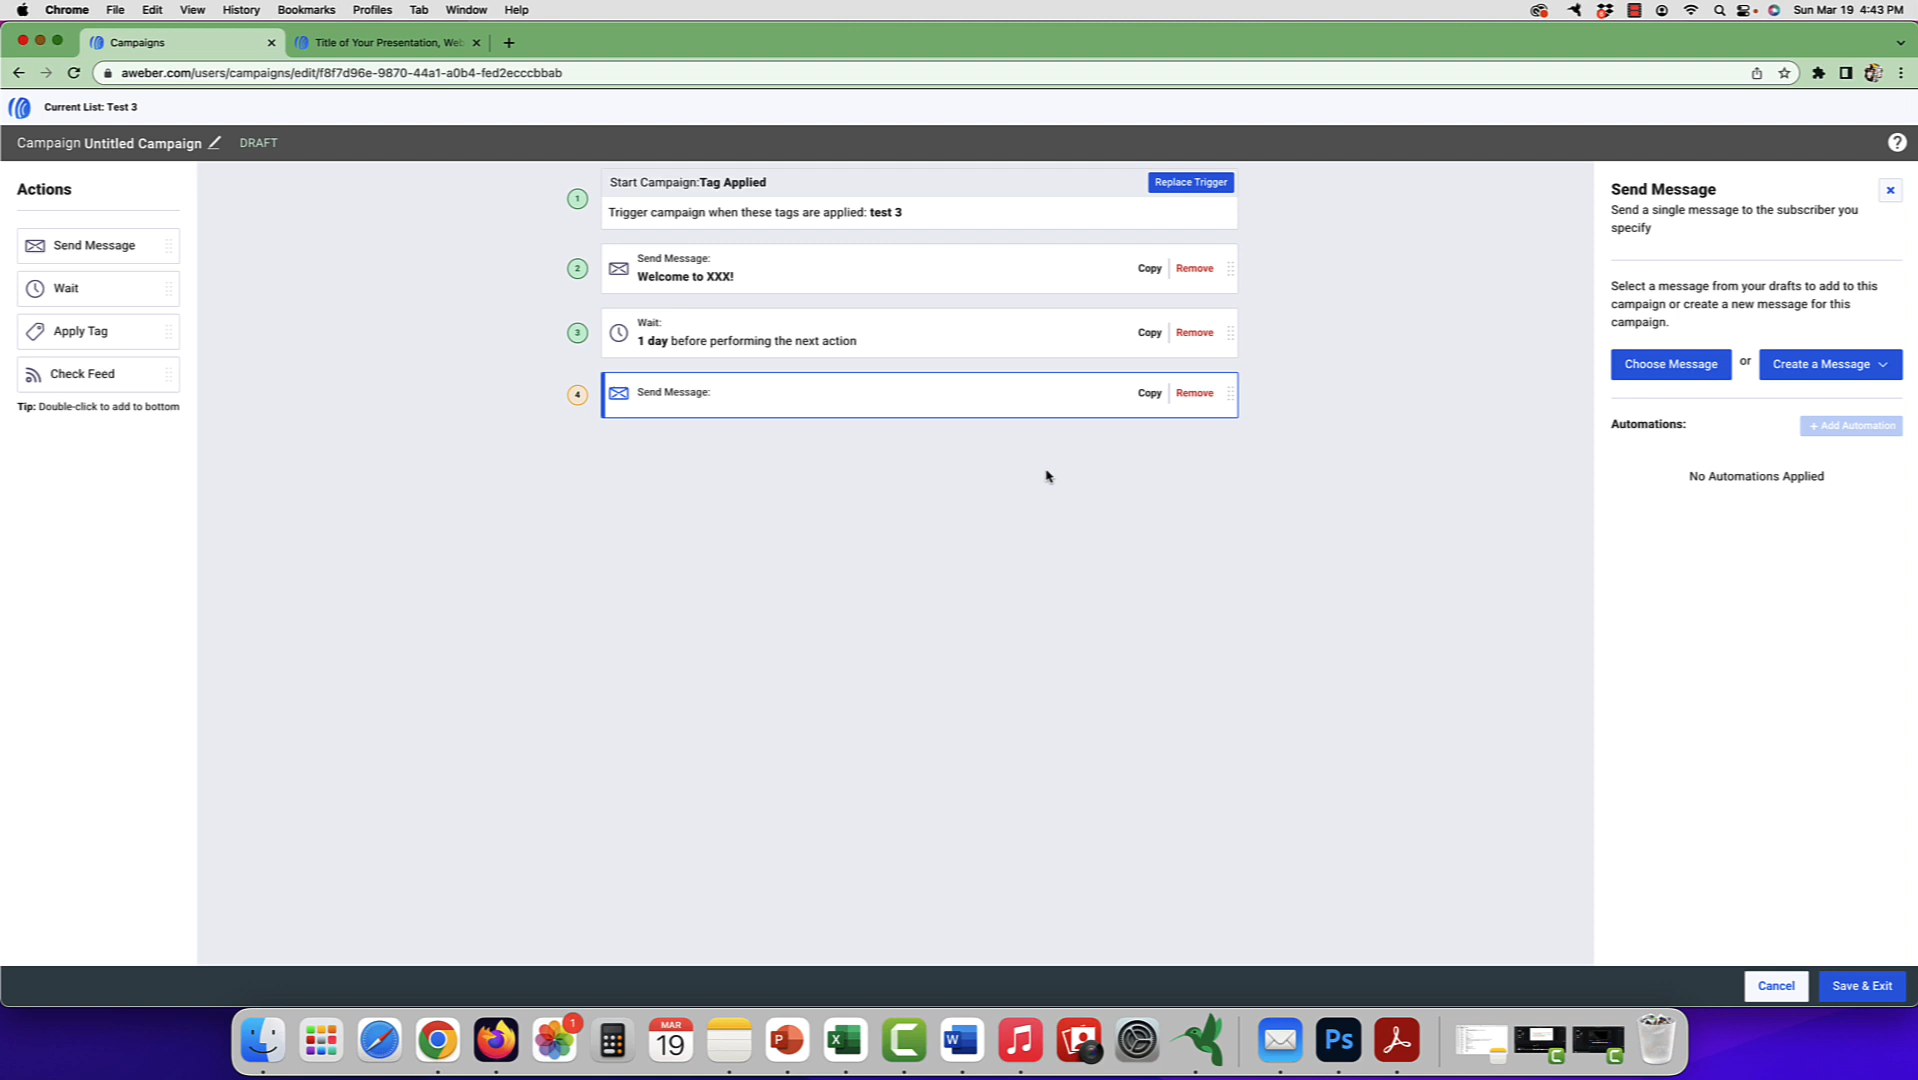 Chrome File Edit View History Bookmarks Profiles Tab Window Help Sun Mar 19 4:43 PM
Campaigns Title of Your Presentation, Web
aweber.com/users/campaigns/edit/f8f7d96e-9870-44a1-a0b4-fed2ecccbbab
Current List: Test 3
Campaign Untitled Campaign DRAFT ?
Actions
Send Message
Wait
Apply Tag
Check Feed
Tip: Double-click to add to bottom
1
Start Campaign:Tag Applied Replace Trigger
Trigger campaign when these tags are applied: test 3
2
Send Message:
Welcome to XXX!
Copy Remove
3
Wait:
1 day before performing the next action
Copy Remove
4
Send Message:
Copy Remove
Send Message
Send a single message to the subscriber you
specify
Select a message from your drafts to add to this
campaign or create a new message for this
campaign.
Choose Message or Create a Message
Automations: + Add Automation
No Automations Applied
Cancel Save & Exit
1
MAR
19
P
X
W
Ps